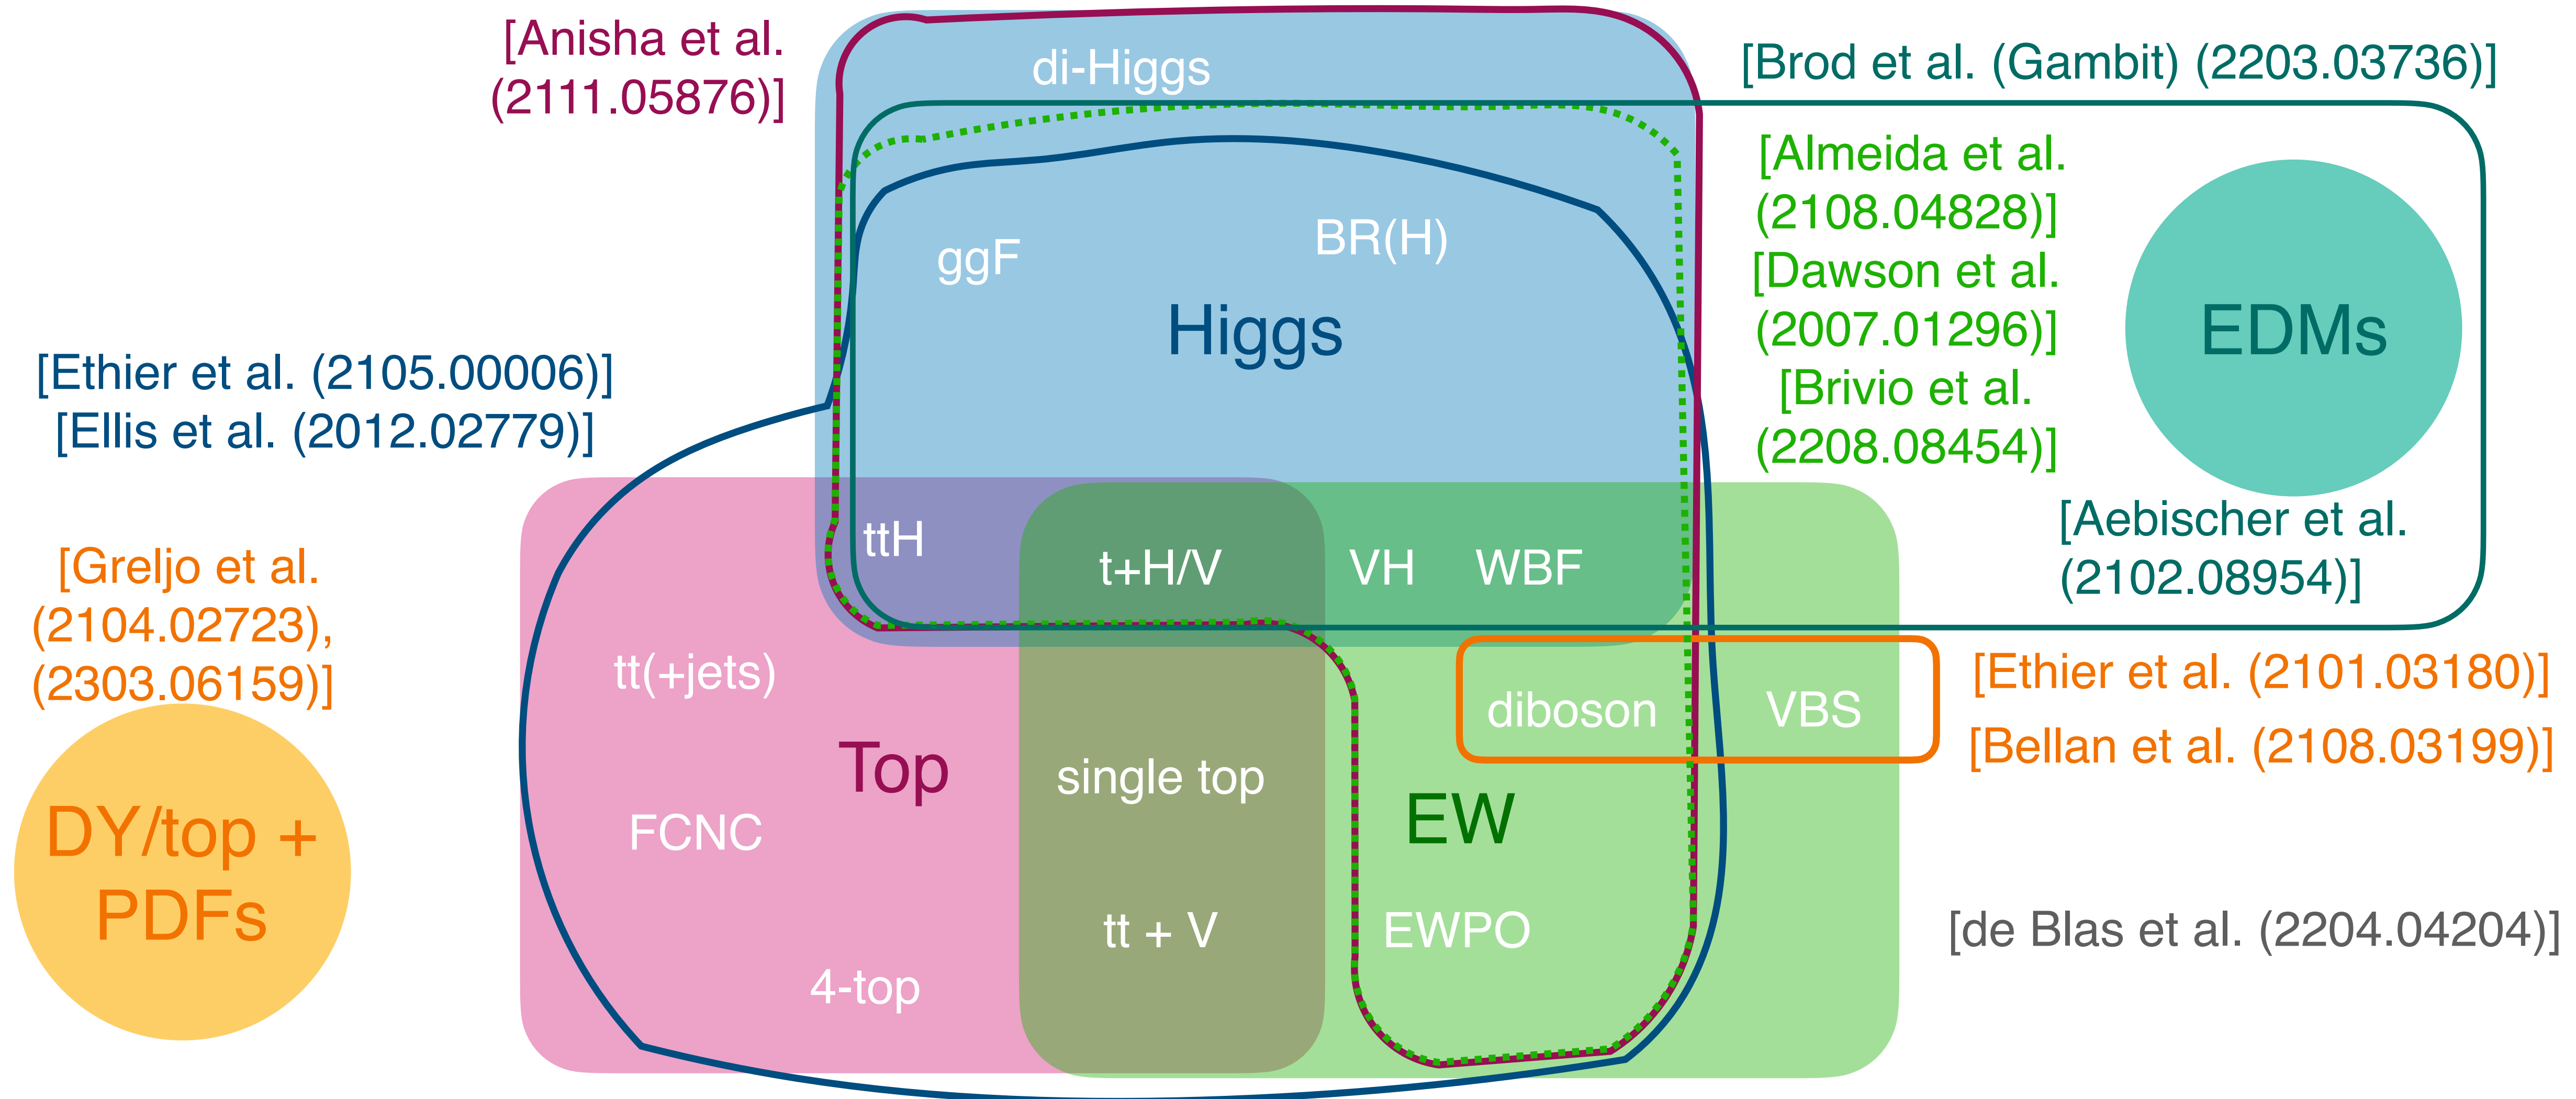 [Anisha et al.
(2111.05876)]
di-Higgs
[Brod et al. (Gambit) (2203.03736)]
[Almeida et al.
(2108.04828)]
[Dawson et al.
(2007.01296)]
[Brivio et al.
(2208.08454)]
ggF
BR(H)
Higgs
EDMs
[Ethier et al. (2105.00006)]
[Ellis et al. (2012.02779)]
[Aebischer et al.
(2102.08954)]
ttH
t+H/V
VH
WBF
[Greljo et al.
(2104.02723),
(2303.06159)]
tt(+jets)
diboson
VBS
[Ethier et al. (2101.03180)]
[Bellan et al. (2108.03199)]
Top
single top
EW
FCNC
DY/top +
PDFs
tt + V
EWPO
[de Blas et al. (2204.04204)]
4-top